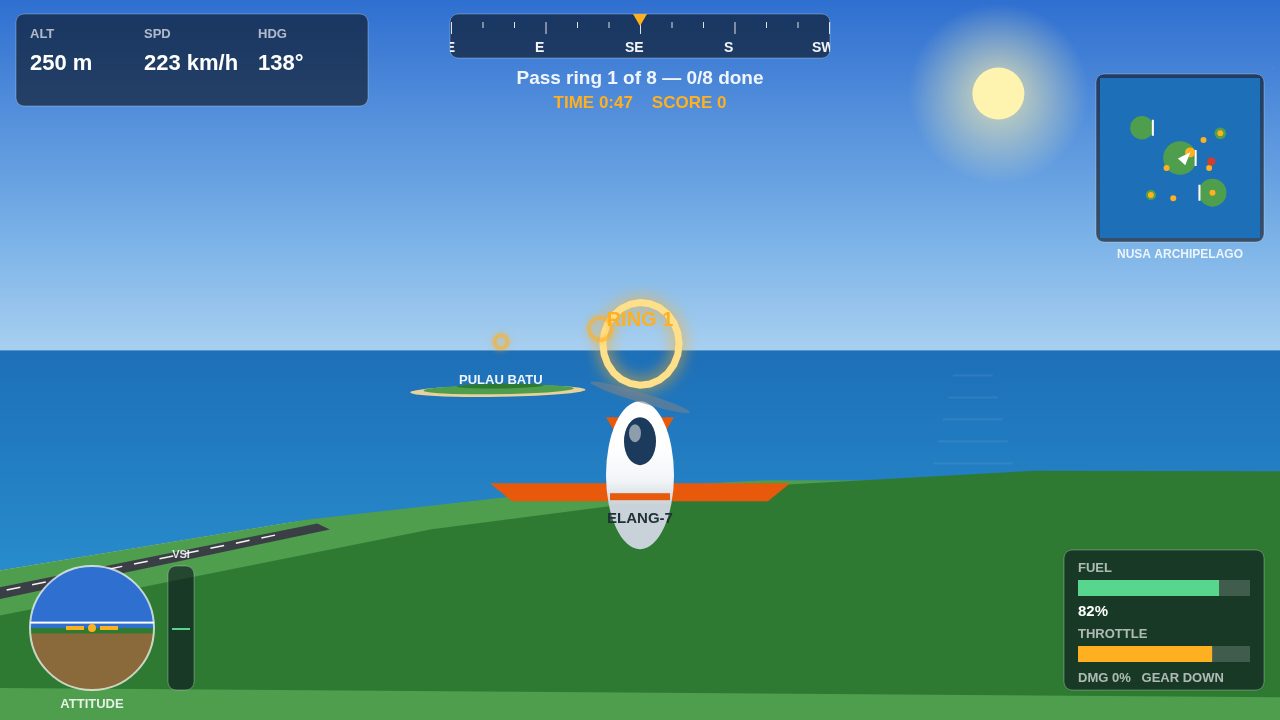 ALT SPD HDG
250 m 223 km/h 138°
E E SE S SW
Pass ring 1 of 8 — 0/8 done
TIME 0:47 SCORE 0
NUSA ARCHIPELAGO
RING 1
PULAU BATU
ELANG-7
VSI
ATTITUDE
FUEL
82%
THROTTLE
DMG 0% GEAR DOWN